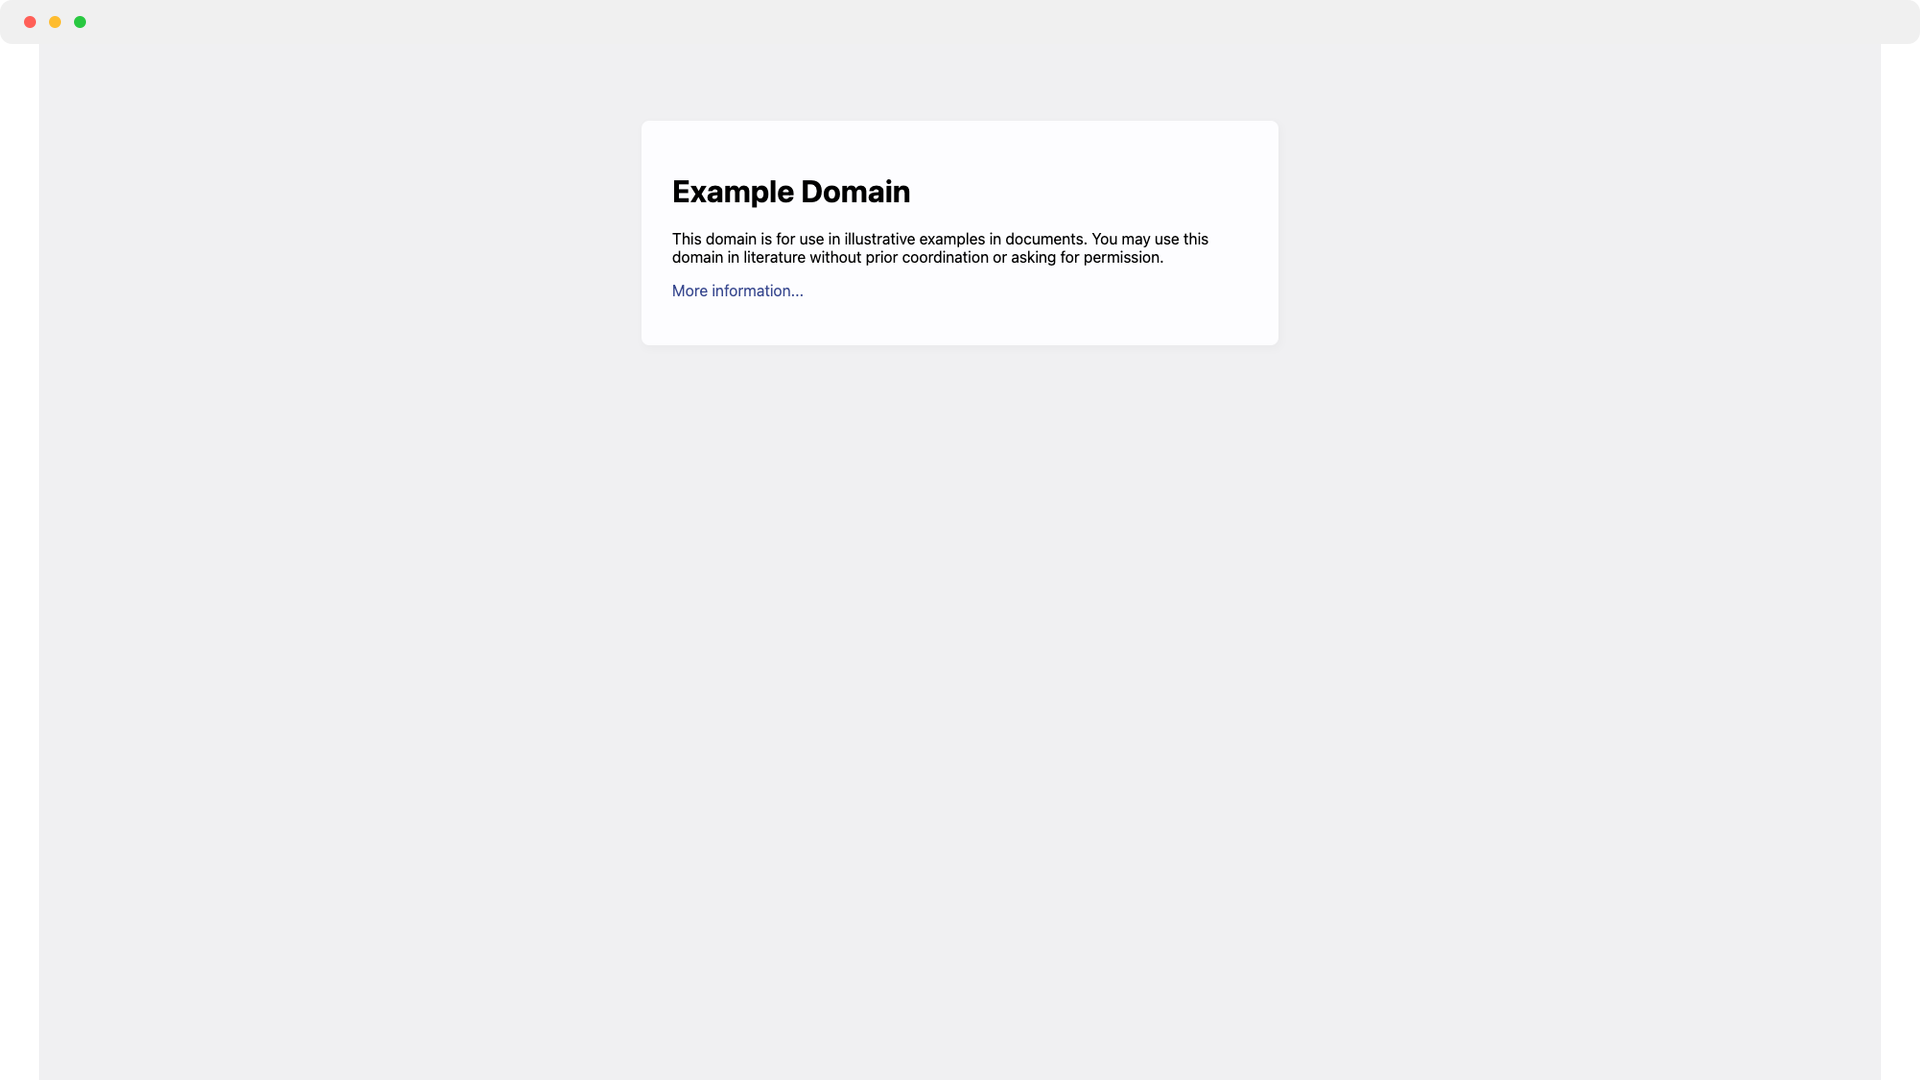 Example Domain
This domain is for use in illustrative examples in documents. You may use this
domain in literature without prior coordination or asking for permission.
More information...